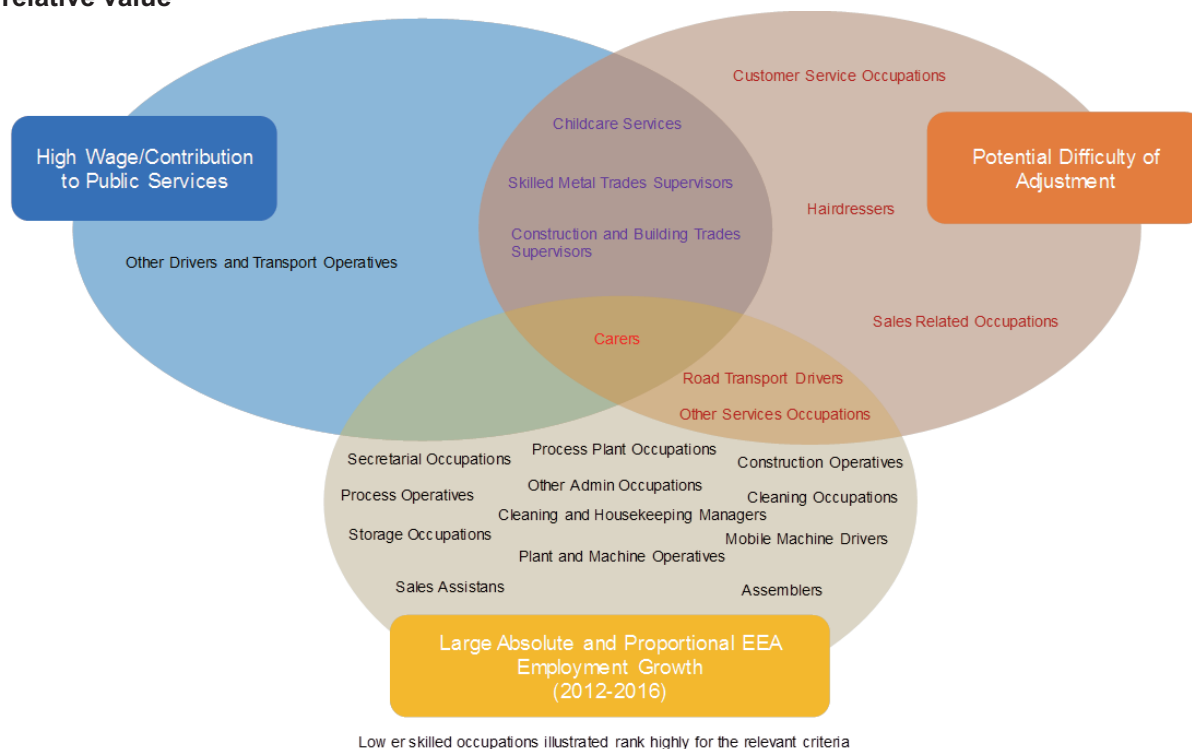 relative value
Customer Service Occupations
Childcare Services
High Wage/Contribution
to Public Services
Potential Difficulty of
Adjustment
Skilled Metal Trades Supervisors
Hairdressers
Construction and Building Trades
Supervisors
Other Drivers and Transport Operatives
Sales Related Occupations
Carers
Road Transport Drivers
Other Services Occupations
Secretarial Occupations
Process Plant Occupations
Construction Operatives
Process Operatives
Other Admin Occupations
Cleaning Occupations
Cleaning and Housekeeping Managers
Storage Occupations
Mobile Machine Drivers
Plant and Machine Operatives
Sales Assistans
Assemblers
Large Absolute and Proportional EEA
Employment Growth
(2012-2016)
Low er skilled occupations illustrated rank highly for the relevant criteria